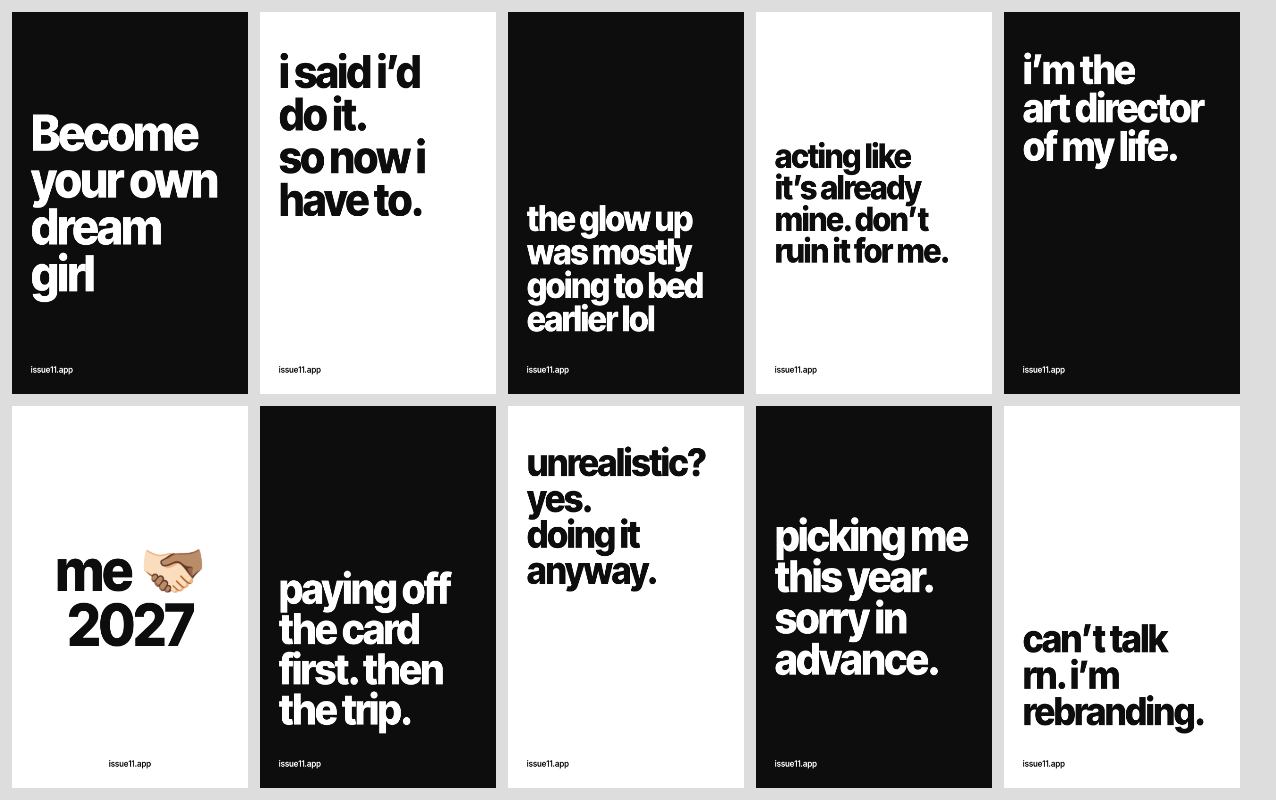 Become
your own
dream
girl
issue11.app
i said i’d
do it.
so now i
have to.
issue11.app
the glow up
was mostly
going to bed
earlier lol
issue11.app
acting like
it’s already
mine. don’t
ruin it for me.
issue11.app
i’m the
art director
of my life.
issue11.app
me 🤝
2027
issue11.app
paying off
the card
first. then
the trip.
issue11.app
unrealistic?
yes.
doing it
anyway.
issue11.app
picking me
this year.
sorry in
advance.
issue11.app
can’t talk
rn. i’m
rebranding.
issue11.app